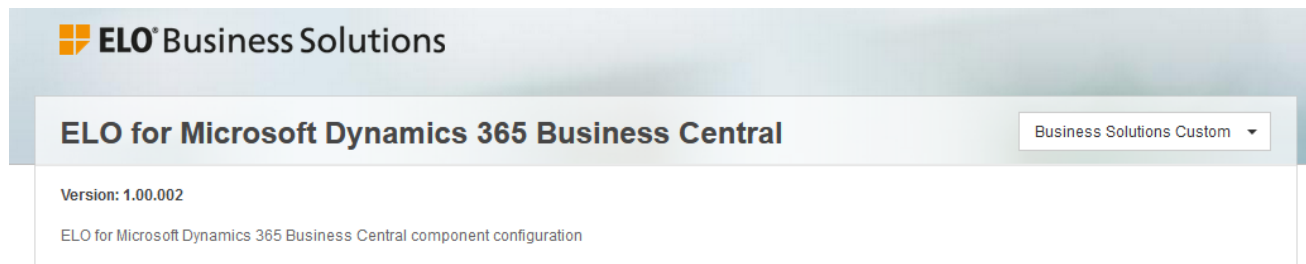 ELO® Business Solutions
ELO for Microsoft Dynamics 365 Business Central
Business Solutions Custom
Version: 1.00.002
ELO for Microsoft Dynamics 365 Business Central component configuration